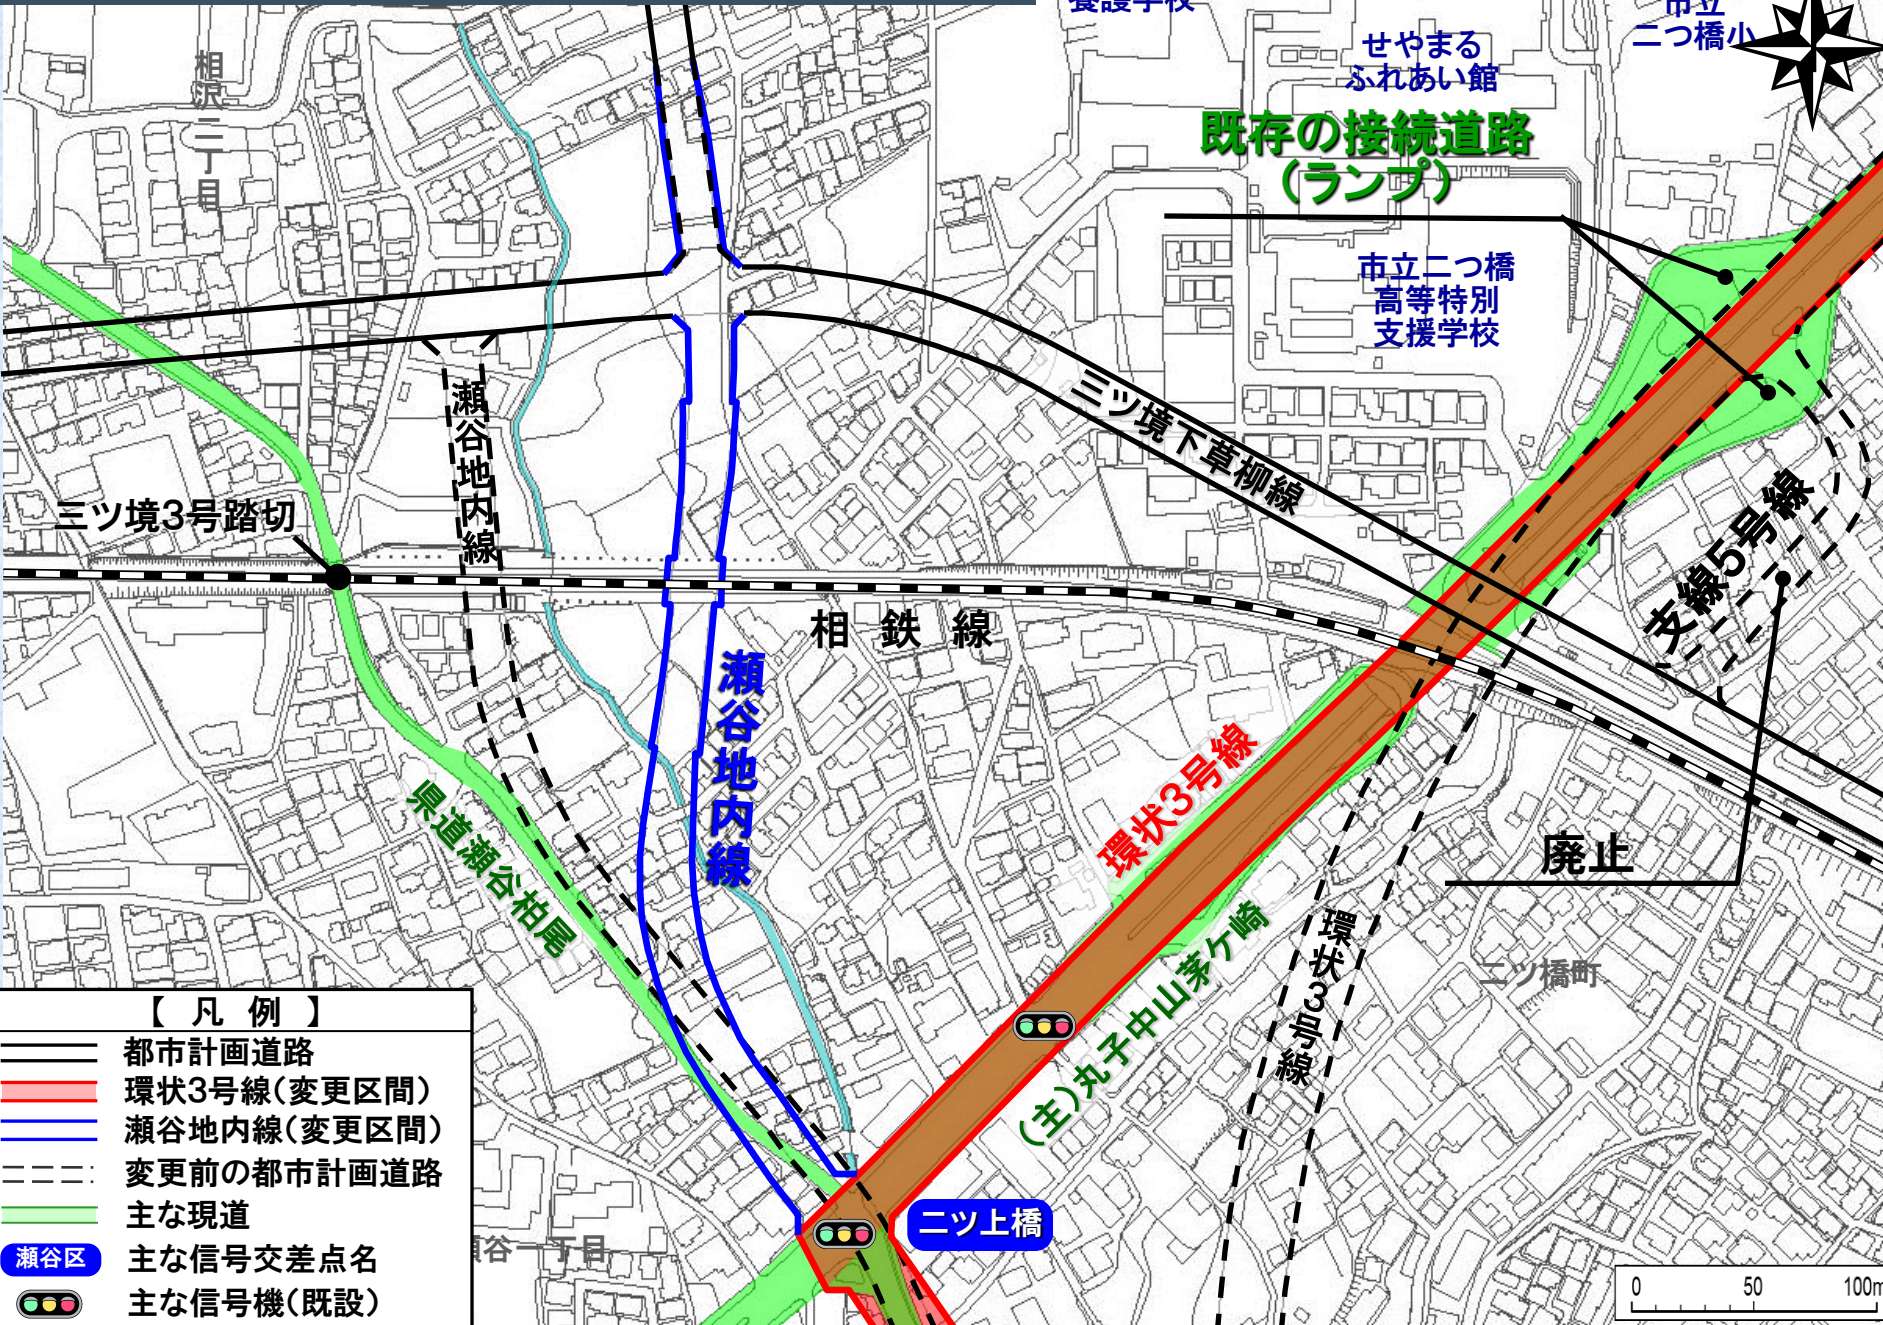 養護学校
市立
二つ橋小
せやまる
ふれあい館
相沢二丁目
既存の接続道路
（ランプ）
市立二つ橋
高等特別
支援学校
瀬谷地内線
三ツ境下草柳線
三ツ境3号踏切
支線5号線
相鉄線
瀬谷地内線
環状3号線
県道瀬谷柏尾
廃止
(主)丸子中山茅ケ崎
環状3号線
二ツ橋町
【凡例】
都市計画道路
環状3号線(変更区間)
瀬谷地内線(変更区間)
変更前の都市計画道路
主な現道
瀬谷区 主な信号交差点名
主な信号機(既設)
二ツ上橋
谷一丁目
0 50 100m